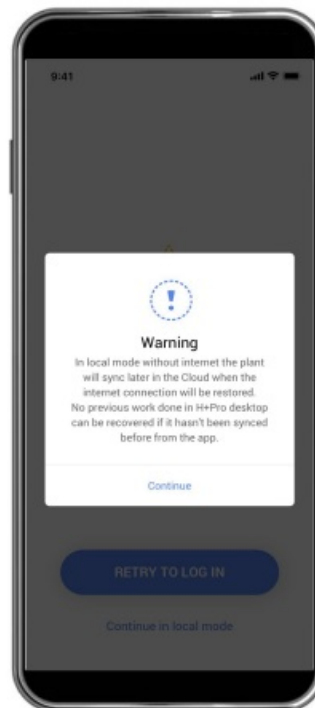 9:41
Warning
In local mode without internet the plant
will sync later in the Cloud when the
internet connection will be restored.
No previous work done in H+Pro desktop
can be recovered if it hasn't been synced
before from the app.
Continue
RETRY TO LOG IN
Continue in local mode